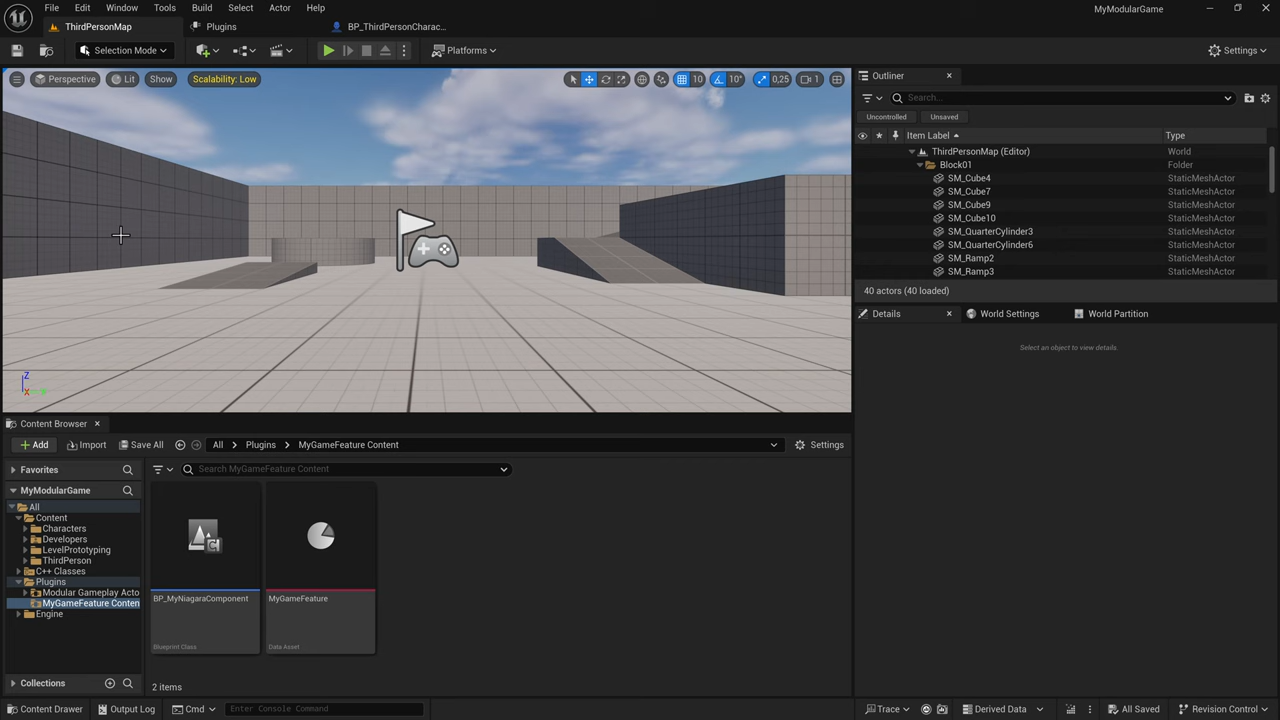 File Edit Window Tools Build Select Actor Help
MyModularGame
ThirdPersonMap Plugins BP_ThirdPersonCharac...
Selection Mode Platforms Settings
Perspective Lit Show Scalability: Low 10 10° 0,25 1
Z
X
Outliner
Search...
Uncontrolled Unsaved
Item Label Type
ThirdPersonMap (Editor) World
Block01 Folder
SM_Cube4 StaticMeshActor
SM_Cube7 StaticMeshActor
SM_Cube9 StaticMeshActor
SM_Cube10 StaticMeshActor
SM_QuarterCylinder3 StaticMeshActor
SM_QuarterCylinder6 StaticMeshActor
SM_Ramp2 StaticMeshActor
SM_Ramp3 StaticMeshActor
40 actors (40 loaded)
Details World Settings World Partition
Select an object to view details.
Content Browser
Add Import Save All All Plugins MyGameFeature Content Settings
Favorites
MyModularGame
All
Content
Characters
Developers
LevelPrototyping
ThirdPerson
C++ Classes
Plugins
Modular Gameplay Acto
MyGameFeature Conten
Engine
Collections
Search MyGameFeature Content
BP_MyNiagaraComponent
Blueprint Class
MyGameFeature
Data Asset
2 items
Content Drawer Output Log Cmd Enter Console Command Trace Derived Data All Saved Revision Control